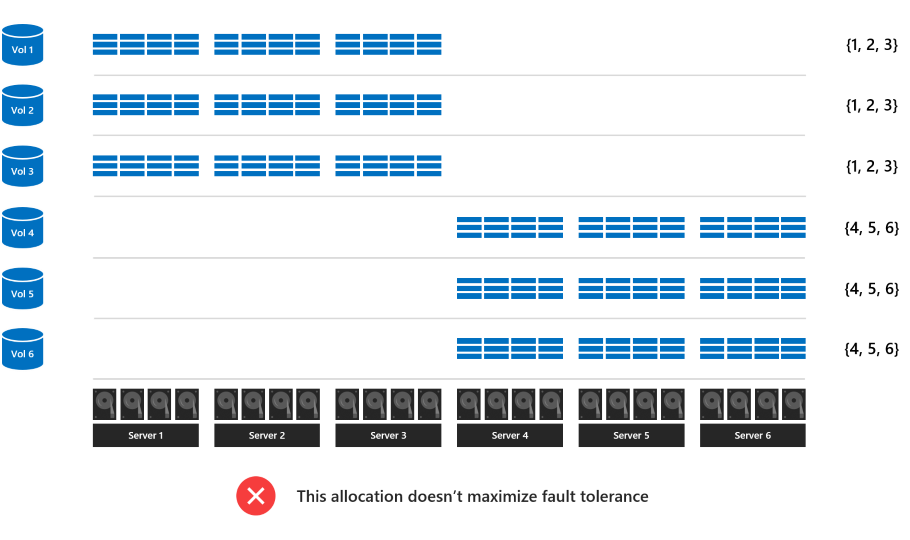 Vol 1 {1, 2, 3}
Vol 2 {1, 2, 3}
Vol 3 {1, 2, 3}
Vol 4 {4, 5, 6}
Vol 5 {4, 5, 6}
Vol 6 {4, 5, 6}
Server 1 Server 2 Server 3 Server 4 Server 5 Server 6
This allocation doesn’t maximize fault tolerance